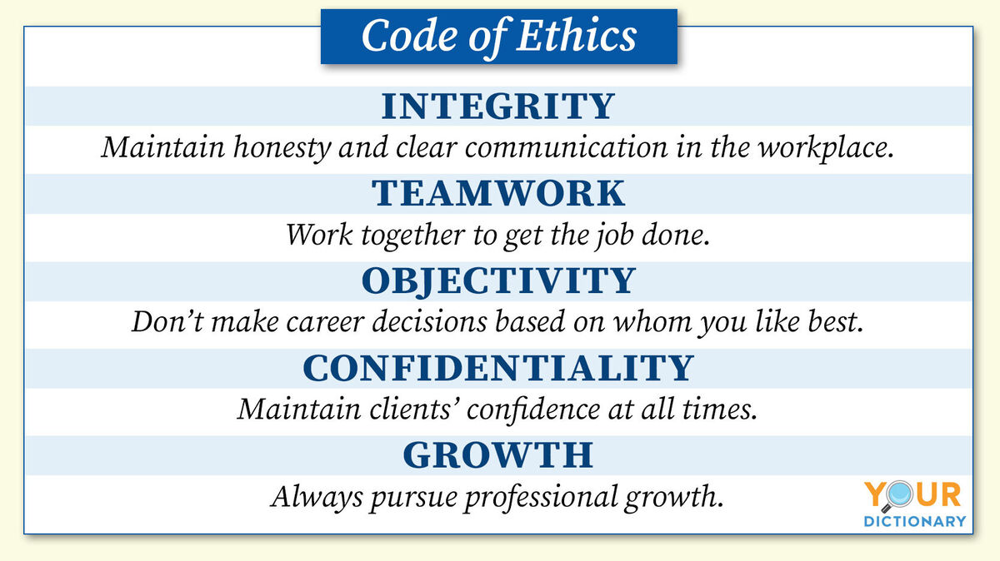 Code of Ethics
INTEGRITY
Maintain honesty and clear communication in the workplace.
TEAMWORK
Work together to get the job done.
OBJECTIVITY
Don’t make career decisions based on whom you like best.
CONFIDENTIALITY
Maintain clients’ confidence at all times.
GROWTH
Always pursue professional growth.
YOUR
DICTIONARY